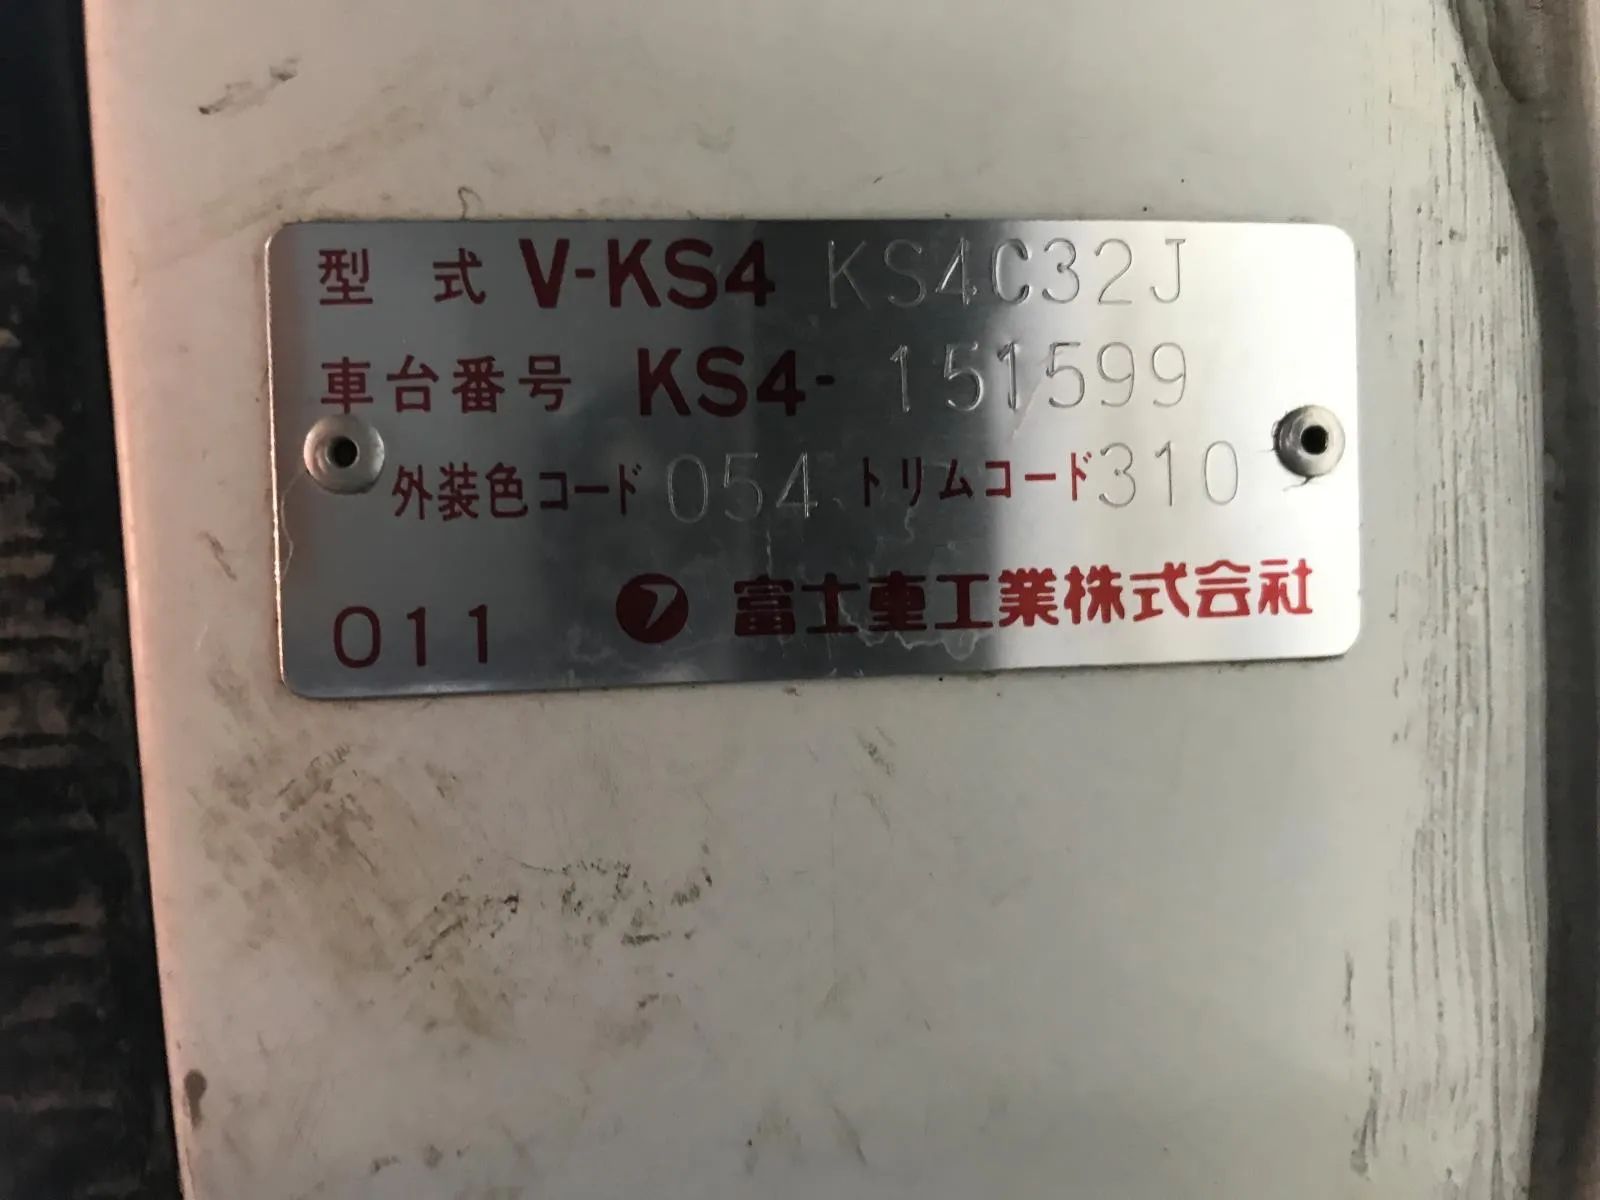 型 式 V-KS4 KS4C32J
車台番号 KS4- 151599
外装色コード 054 トリムコード 310
011 富士重工業株式会社